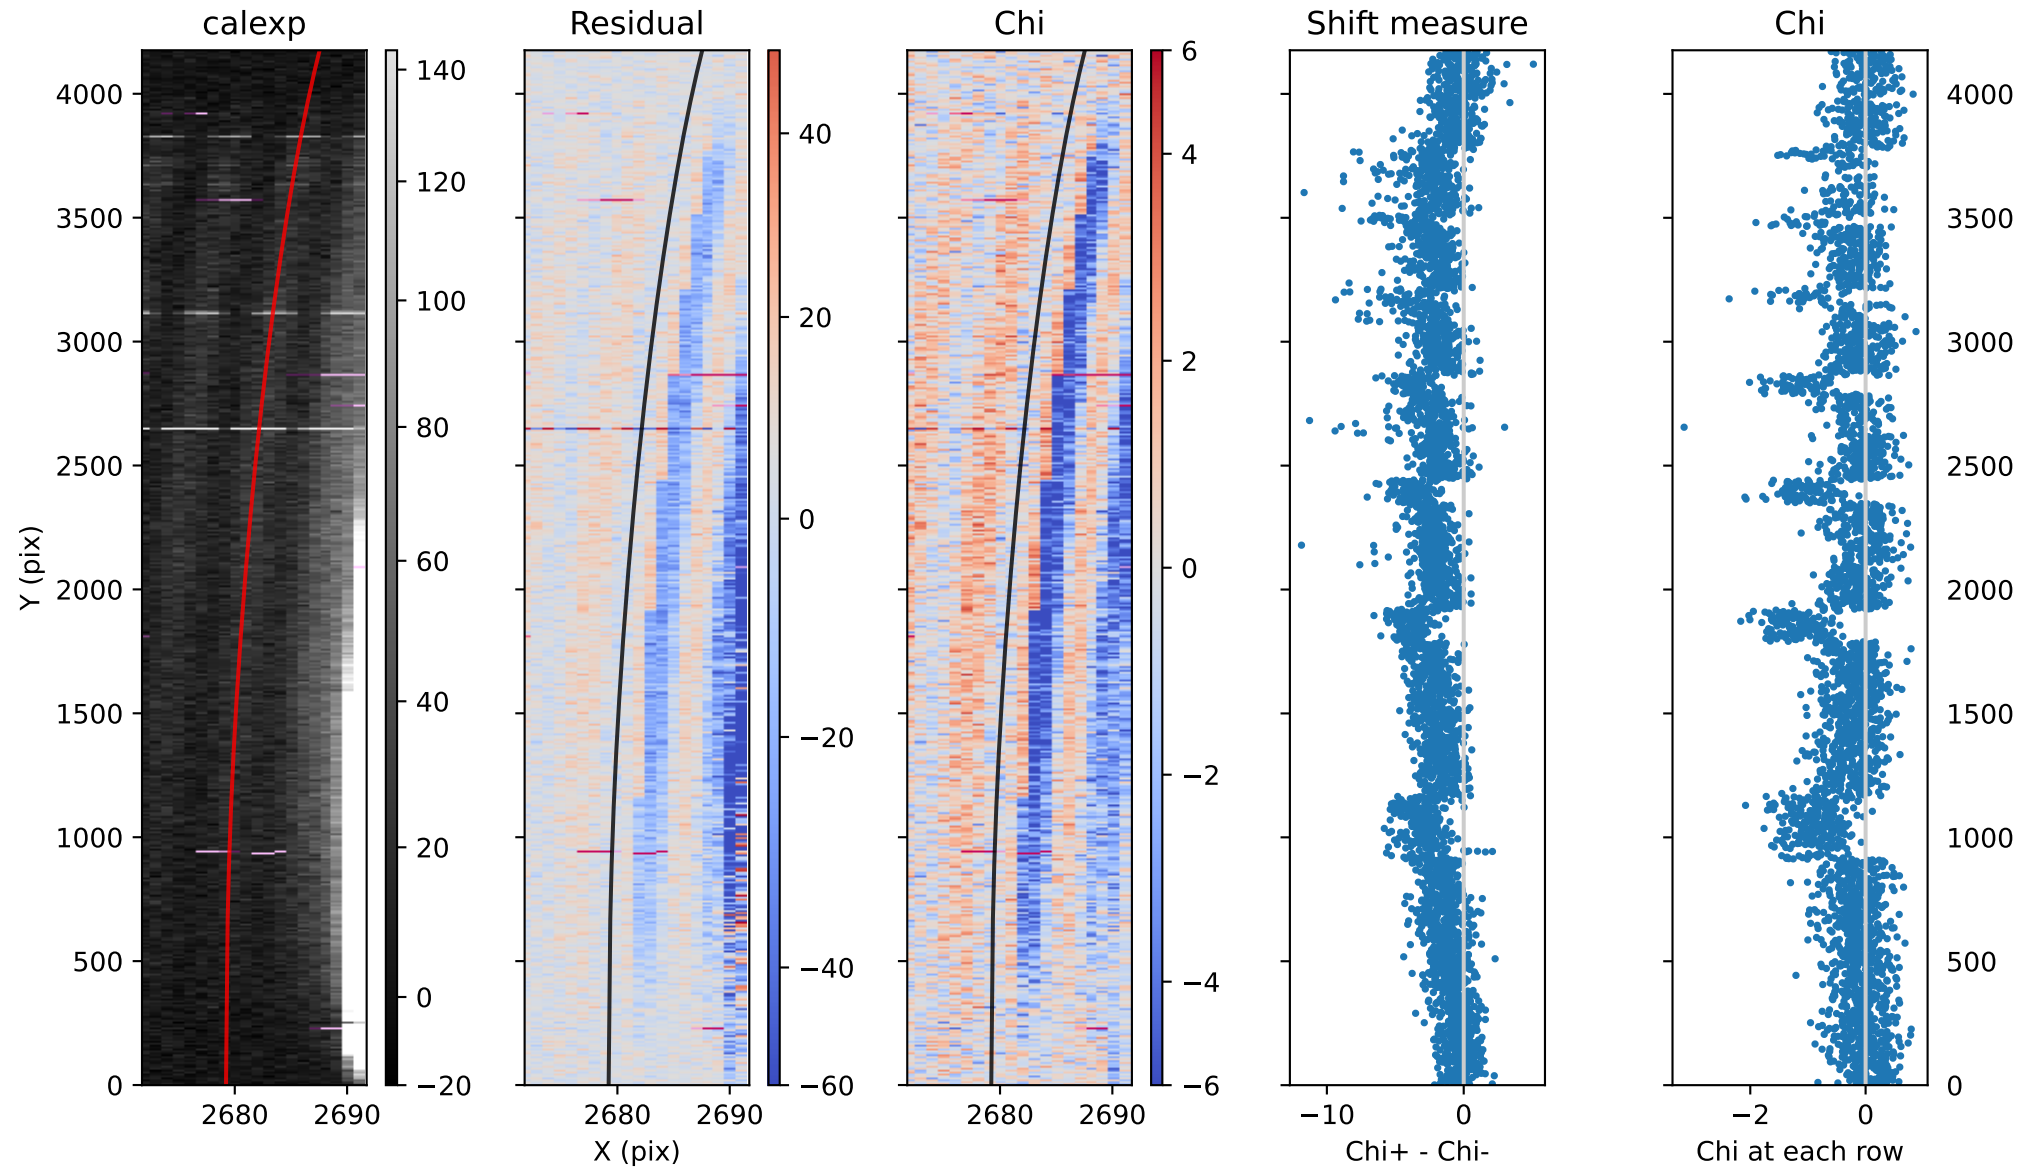 calexp Residual Chi Shift measure Chi
140 6
4000 4000
40
120 4
3500 3500
20
100
3000 2 3000
80
2500 2500
0
60 0
Y (pix)
2000 2000
40
1500 −20 −2 1500
20
1000 1000
−40 −4
500 500
0
0 −20 −60 −6 0
2680 2690 2680 2690 2680 2690 −10 0 −2 0
X (pix) Chi+ - Chi- Chi at each row